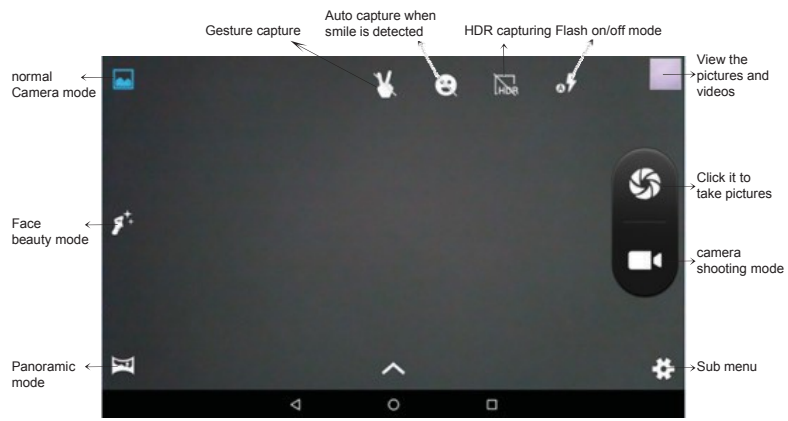 Auto capture when
smile is detected
Gesture capture
HDR capturing Flash on/off mode
normal
Camera mode
View the
pictures and
videos
HDR
A
Click it to
take pictures
Face
beauty mode
camera
shooting mode
Panoramic
mode
Sub menu